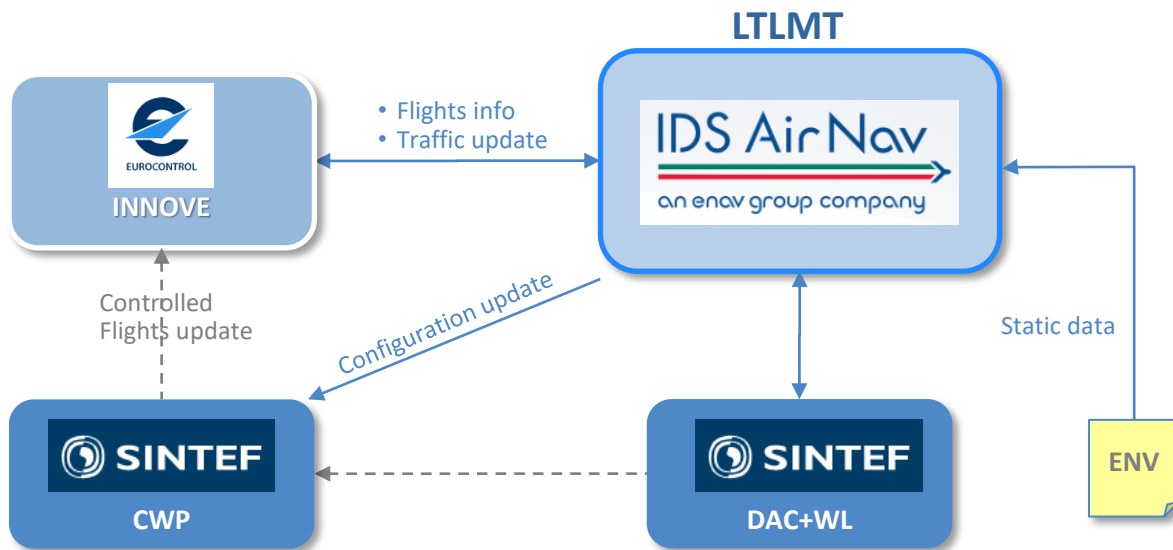 LTLMT
EUROCONTROL
INNOVE
• Flights info
• Traffic update
IDS AirNav
an enav group company
Controlled
Flights update
Configuration update
Static data
SINTEF
CWP
SINTEF
DAC+WL
ENV